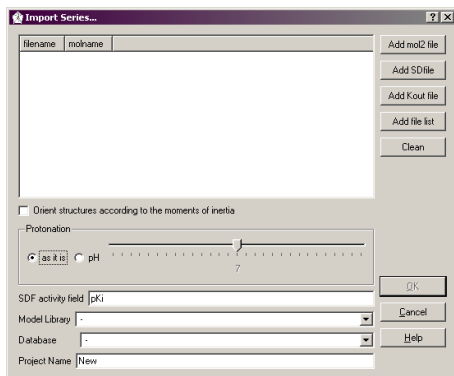 Import Series...
filename molname
Add mol2 file
Add SDfile
Add Kout file
Add file list
Clean
Orient structures according to the moments of inertia
Protonation
as it is pH
7
SDF activity field pKi
OK
Model Library -
Cancel
Database -
Help
Project Name New